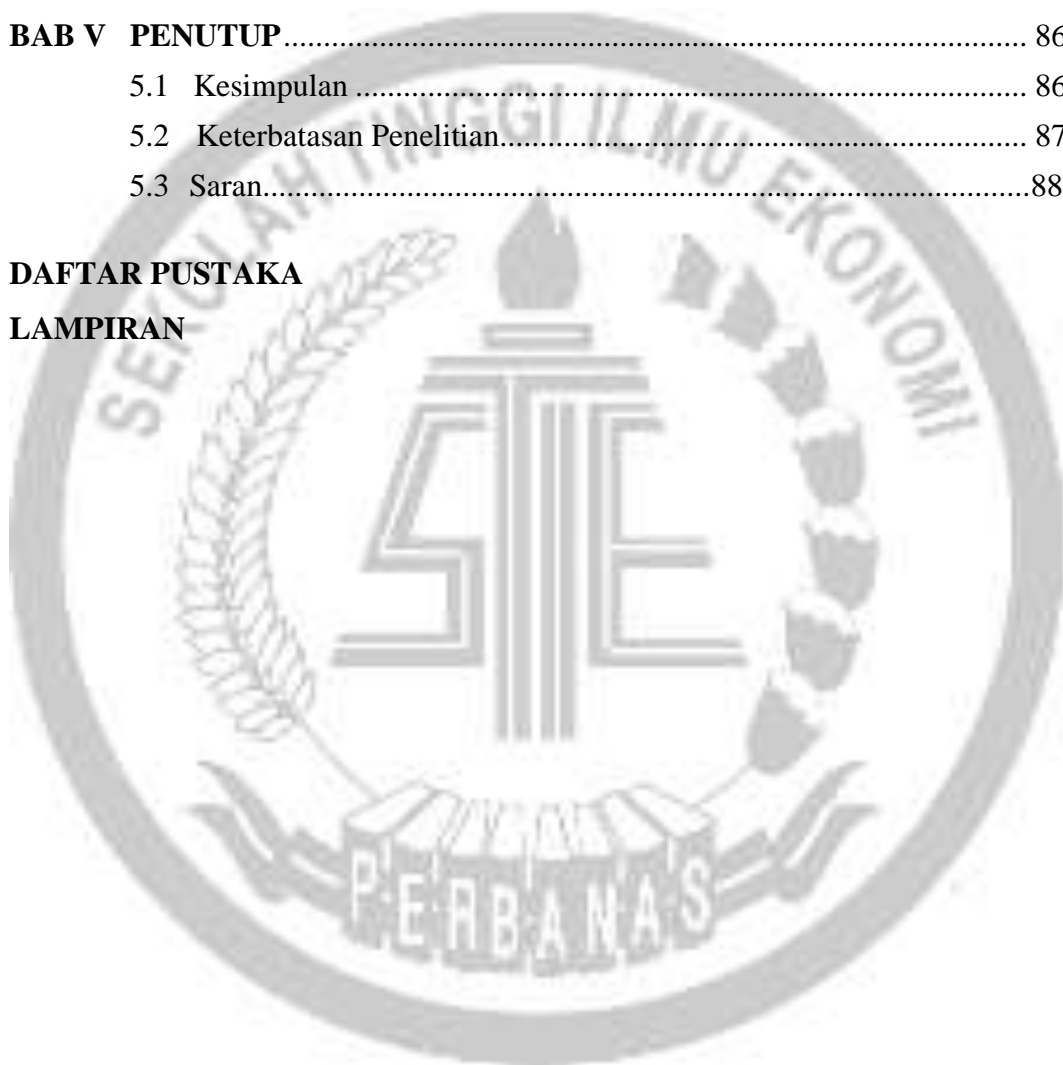 BAB V PENUTUP........................................................................................ 86
5.1 Kesimpulan ................................................................................ 86
5.2 Keterbatasan Penelitian............................................................... 87
5.3 Saran...........................................................................................88
DAFTAR PUSTAKA
LAMPIRAN
SEKOLAH TINGGI ILMU EKONOMI
STIE
PERBANAS